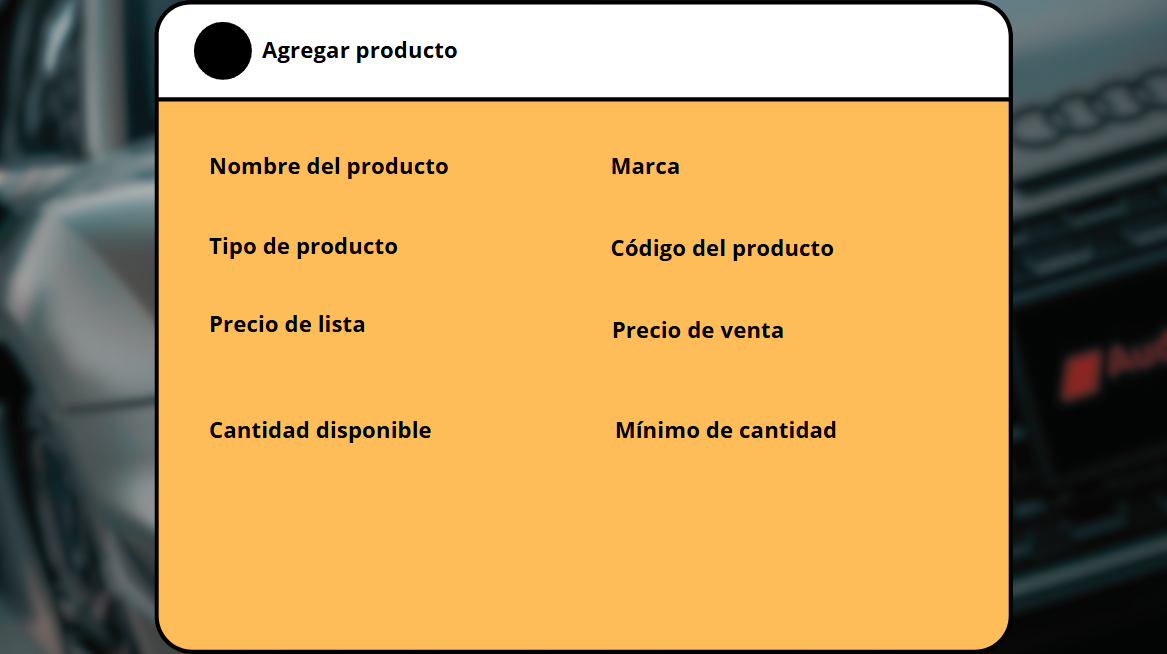 Agregar producto
Nombre del producto
Marca
Tipo de producto
Código del producto
Precio de lista
Precio de venta
Cantidad disponible
Mínimo de cantidad